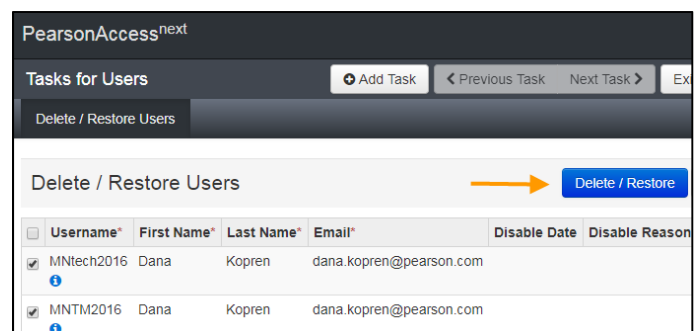 PearsonAccessnext
Tasks for Users Add Task Previous Task Next Task
Delete / Restore Users
Delete / Restore Users Delete / Restore
Username* First Name* Last Name* Email* Disable Date Disable Reason
MNtech2016 Dana Kopren dana.kopren@pearson.com
MNTM2016 Dana Kopren dana.kopren@pearson.com